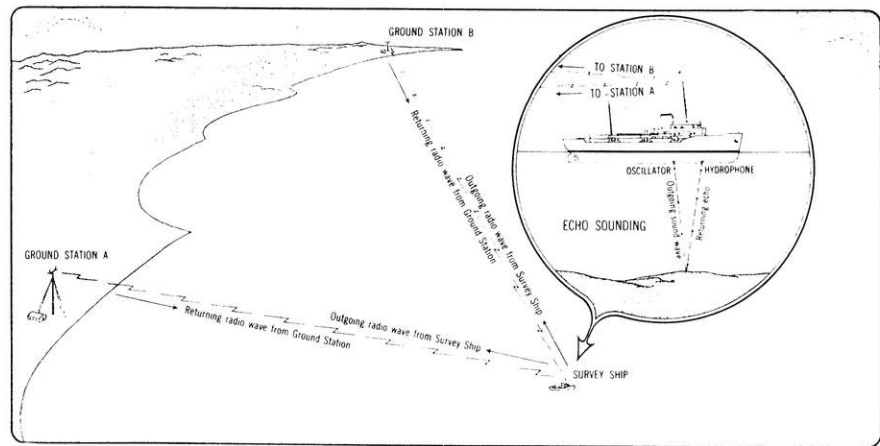 GROUND STATION B
TO STATION B
TO STATION A
OSCILLATOR
HYDROPHONE
Outgoing sound wave
Returning echo
ECHO SOUNDING
Returning radio wave from Ground Station
Outgoing radio wave from Survey Ship
GROUND STATION A
Outgoing radio wave from Survey Ship
Returning radio wave from Ground Station
SURVEY SHIP